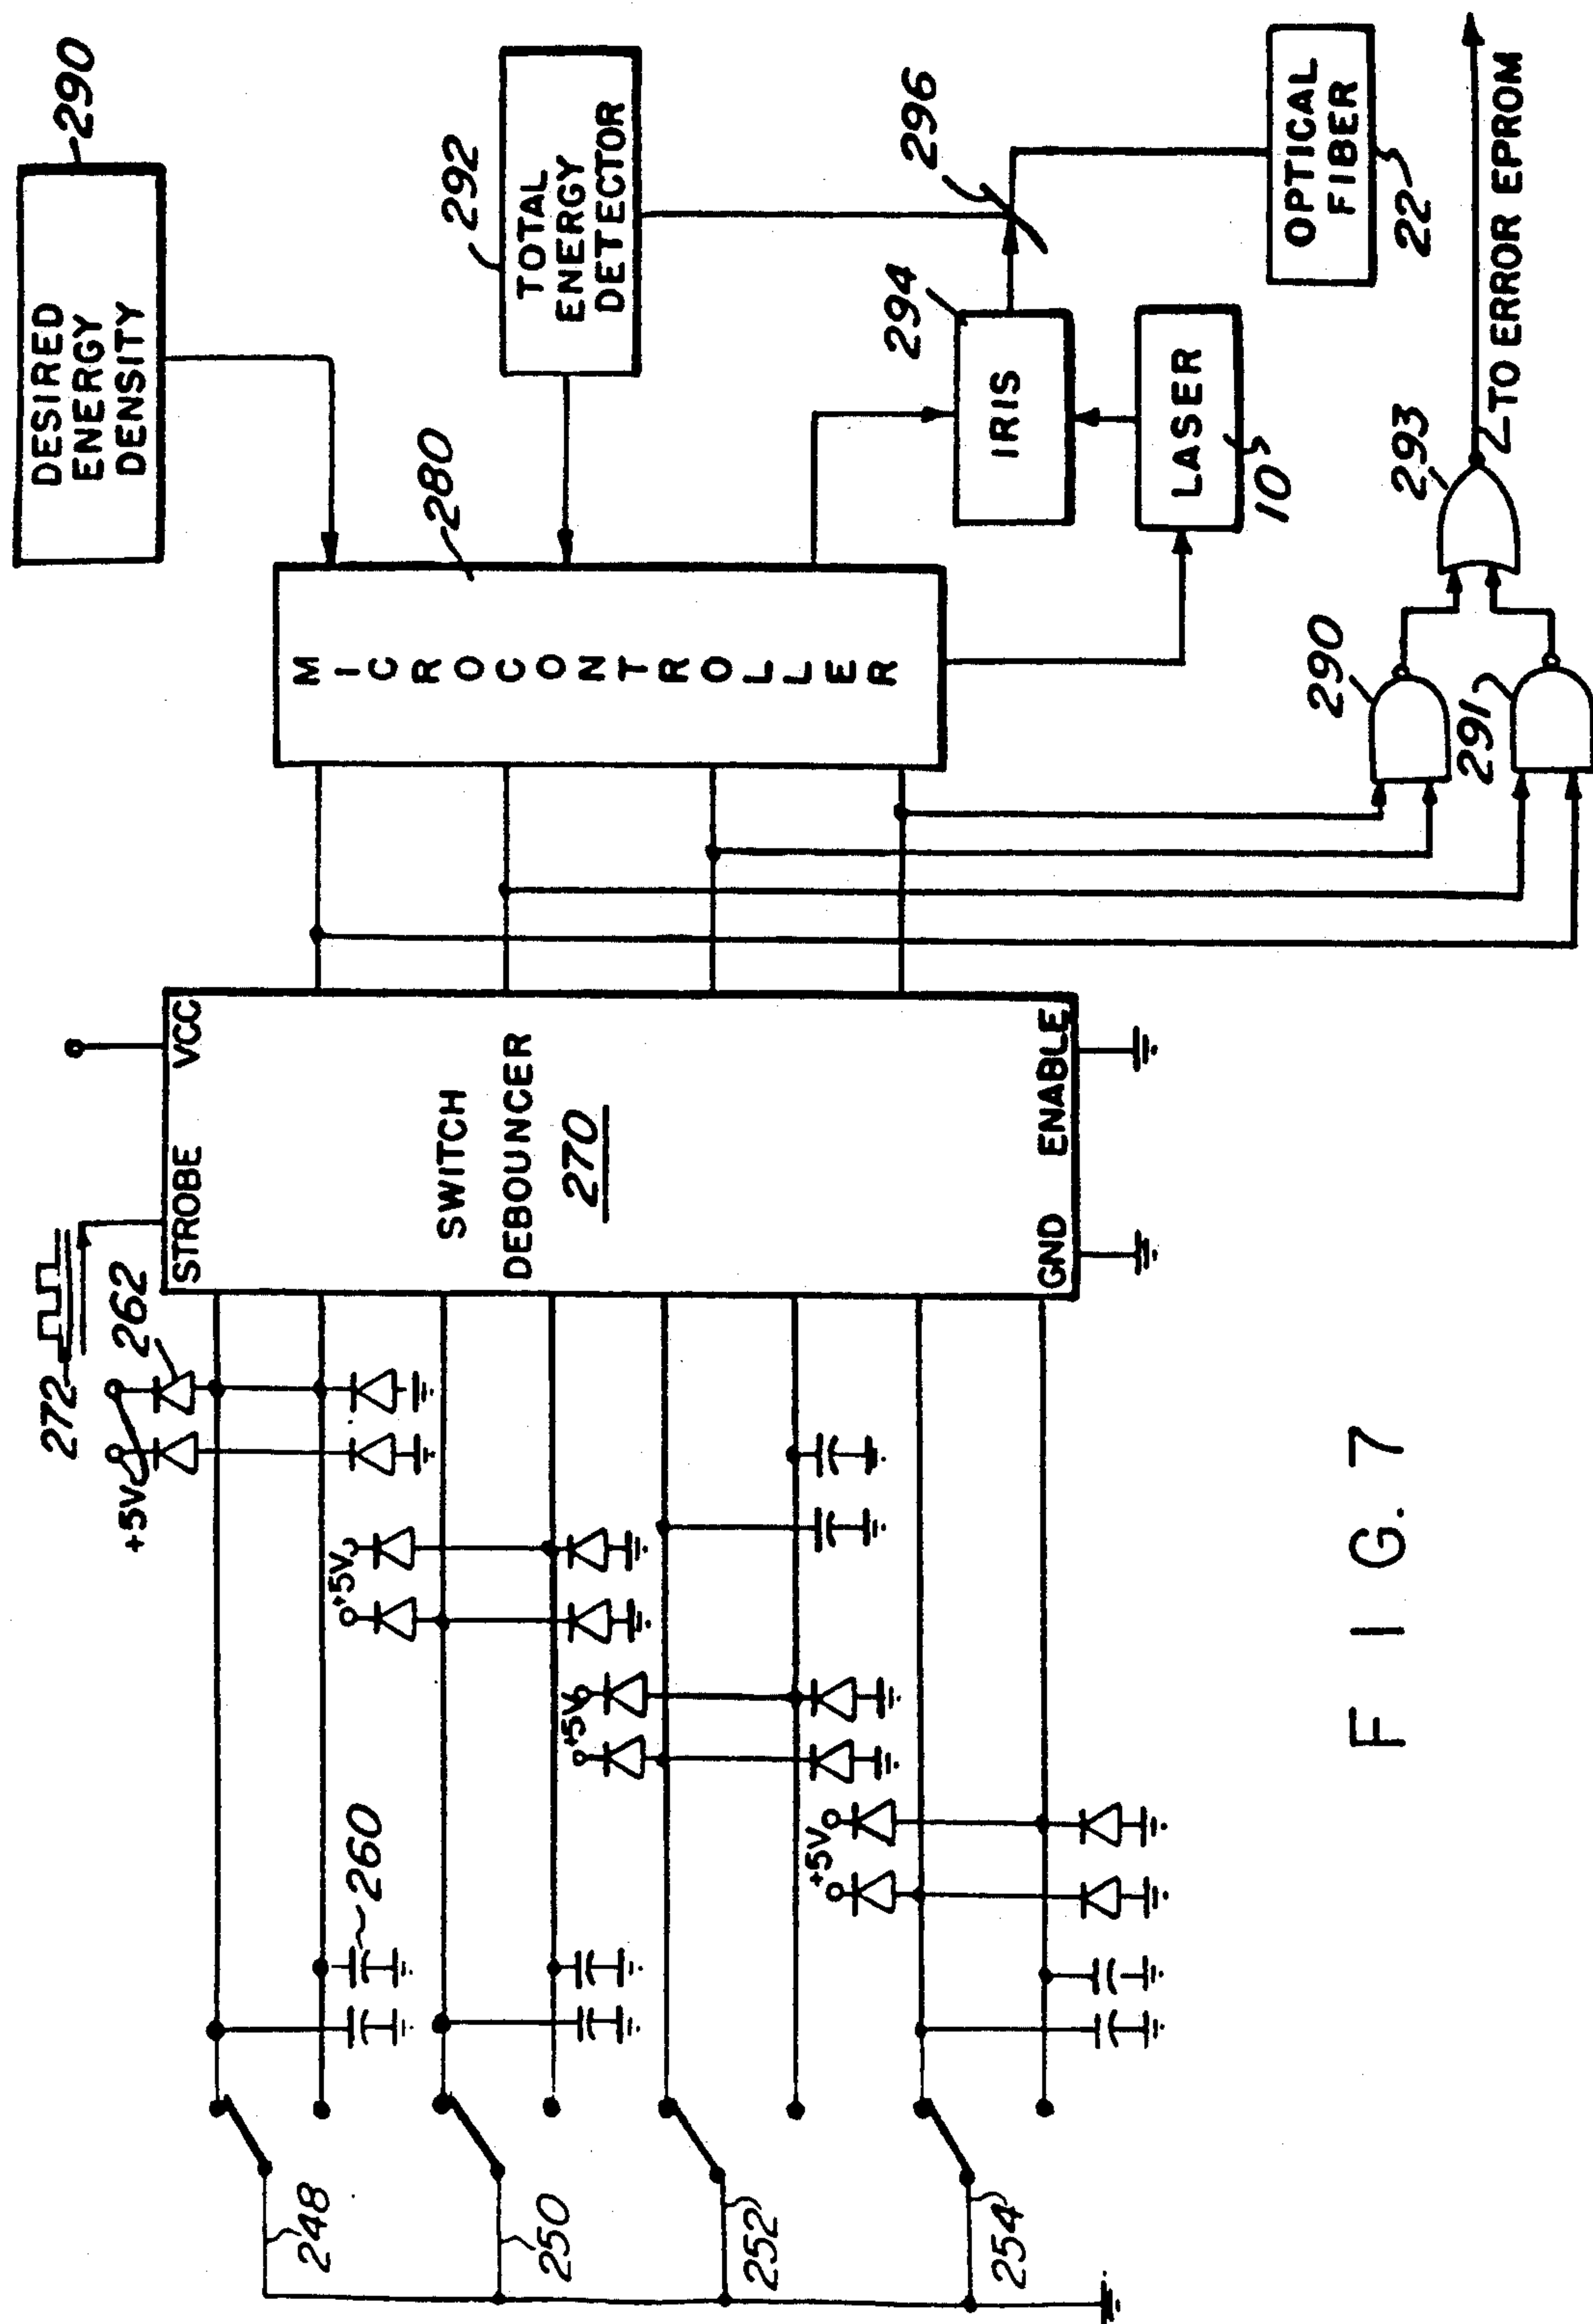 290
DESIRED
ENERGY
DENSITY
292
TOTAL
ENERGY
DETECTOR
296
294
IRIS
LASER
10
OPTICAL
FIBER
22
280
MICROCONTROLLER
293
TO ERROR EPROM
290
291
VCC
STROBE
SWITCH
DEBOUNCER
270
GND
ENABLE
272
262
+5V
+5V
+5V
+5V
260
248
250
252
254
FIG. 7